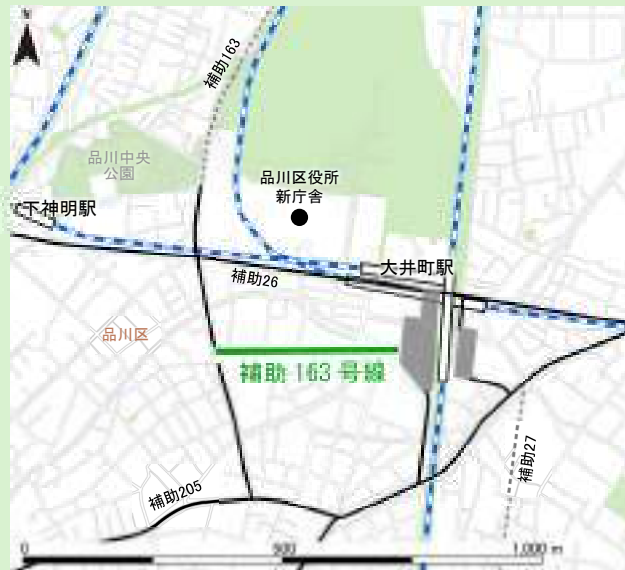 N
補助163
品川中央
公園
品川区役所
新庁舎
下神明駅
大井町駅
補助26
品川区
補助163号線
補助27
補助205
0
500
1,000 m